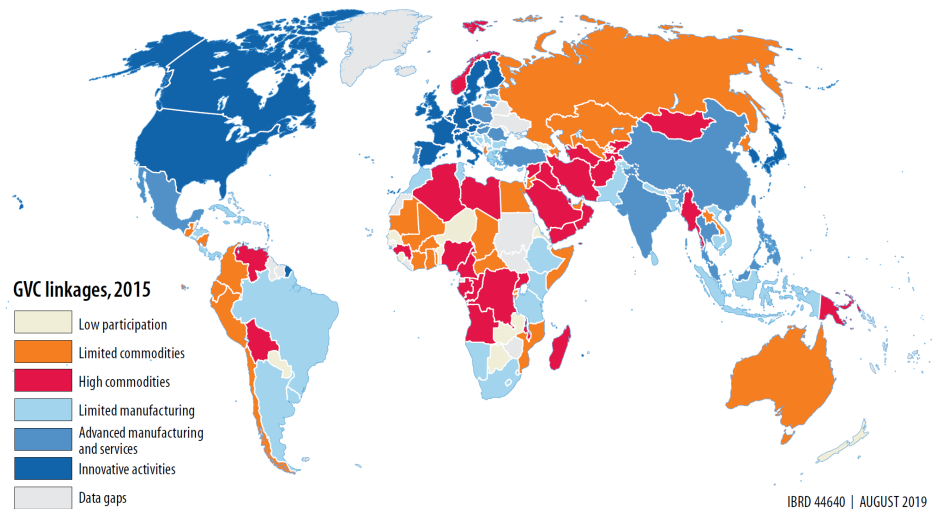 GVC linkages, 2015
Low participation
Limited commodities
High commodities
Limited manufacturing
Advanced manufacturing
and services
Innovative activities
Data gaps
IBRD 44640 | AUGUST 2019